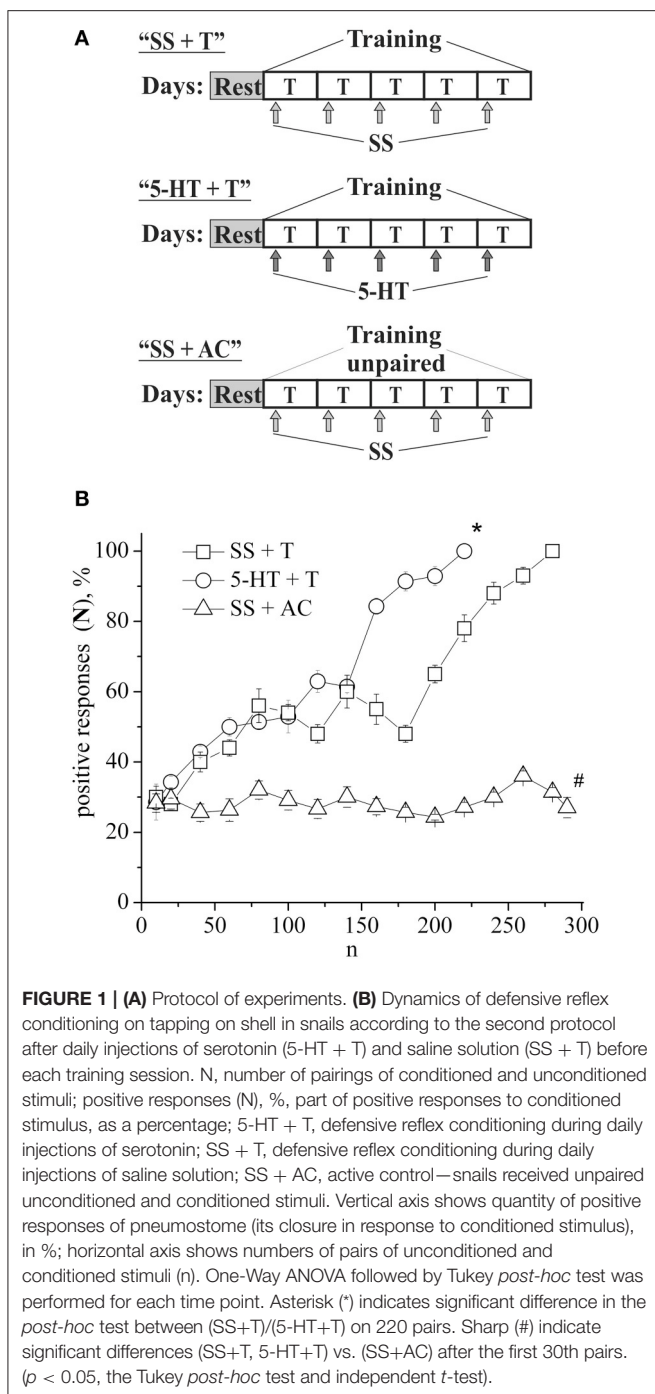 A
"SS + T"
Training
Days: Rest T T T T T
SS
"5-HT + T"
Training
Days: Rest T T T T T
5-HT
"SS + AC"
Training
unpaired
Days: Rest T T T T T
SS
B
positive responses (N), %
100
80
60
40
20
0
SS + T
5-HT + T
SS + AC
*
#
0 50 100 150 200 250 300
n
FIGURE 1 | (A) Protocol of experiments. (B) Dynamics of defensive reflex
conditioning on tapping on shell in snails according to the second protocol
after daily injections of serotonin (5-HT + T) and saline solution (SS + T) before
each training session. N, number of pairings of conditioned and unconditioned
stimuli; positive responses (N), %, part of positive responses to conditioned
stimulus, as a percentage; 5-HT + T, defensive reflex conditioning during daily
injections of serotonin; SS + T, defensive reflex conditioning during daily
injections of saline solution; SS + AC, active control—snails received unpaired
unconditioned and conditioned stimuli. Vertical axis shows quantity of positive
responses of pneumostome (its closure in response to conditioned stimulus),
in %; horizontal axis shows numbers of pairs of unconditioned and
conditioned stimuli (n). One-Way ANOVA followed by Tukey post-hoc test was
performed for each time point. Asterisk (*) indicates significant difference in the
post-hoc test between (SS+T)/(5-HT+T) on 220 pairs. Sharp (#) indicate
significant differences (SS+T, 5-HT+T) vs. (SS+AC) after the first 30th pairs.
(p < 0.05, the Tukey post-hoc test and independent t-test).